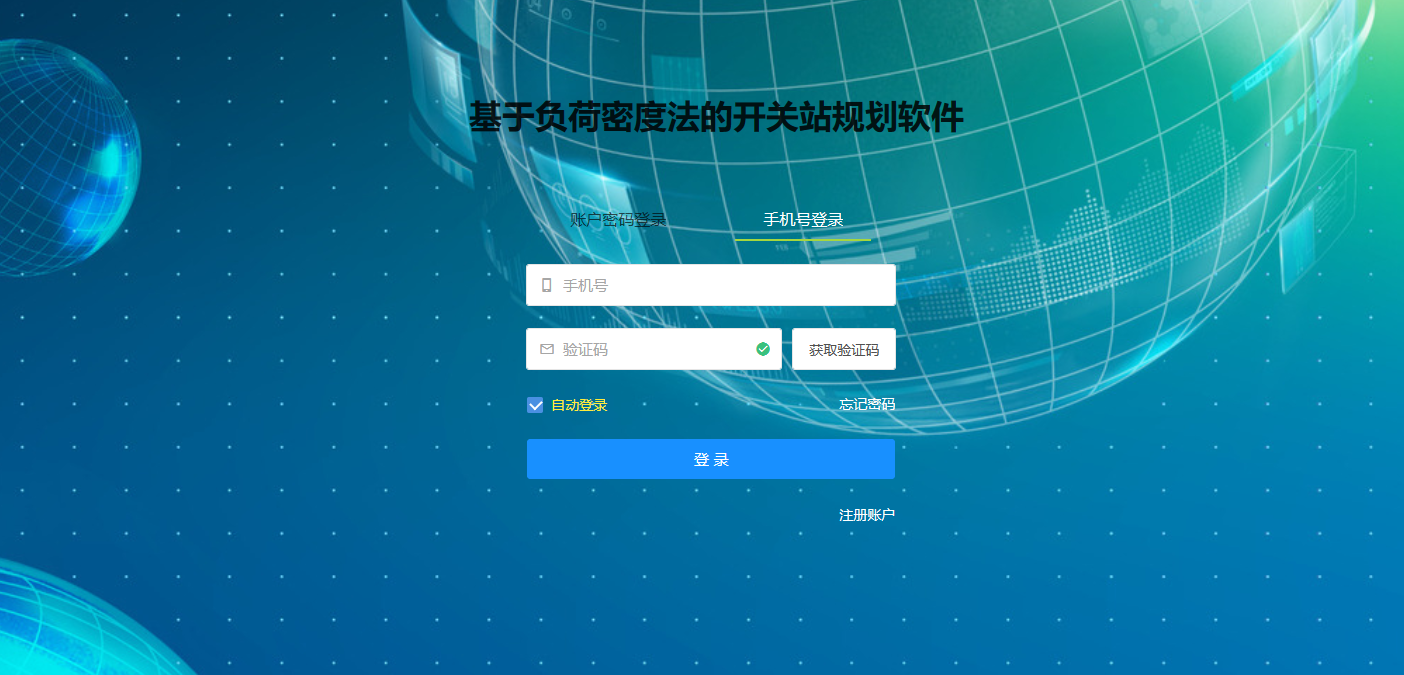 基于负荷密度法的开关站规划软件
账户密码登录 手机号登录
手机号
验证码 获取验证码
自动登录 忘记密码
登 录
注册账户